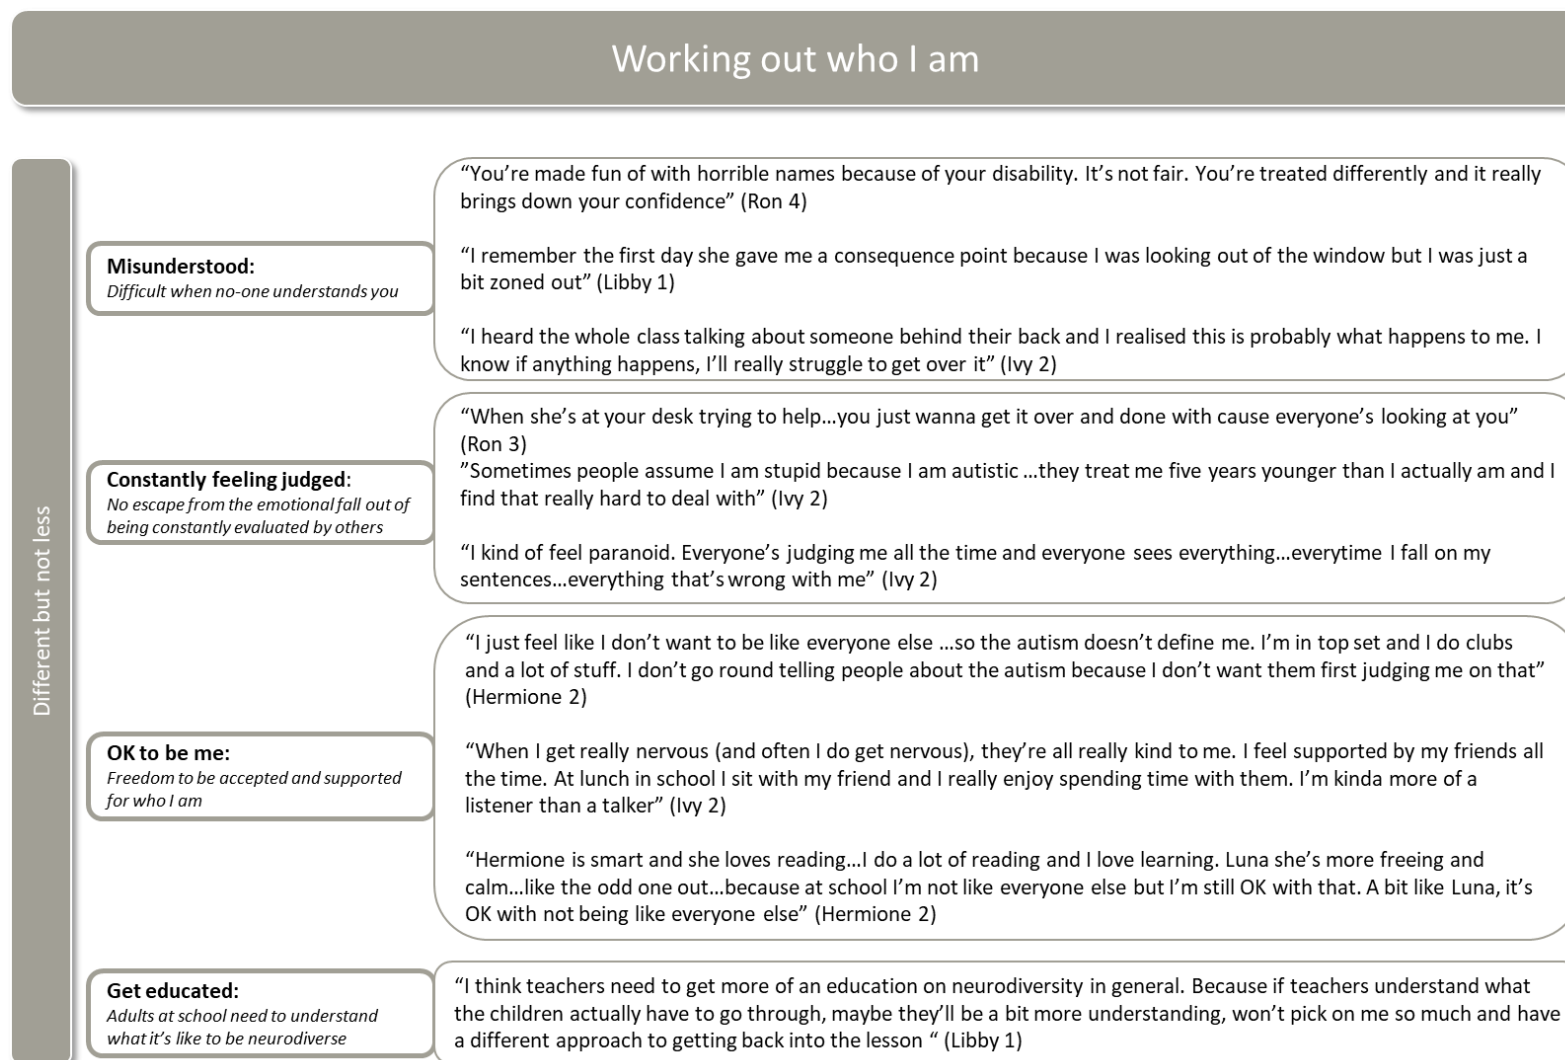 Working out who I am
Different but not less
Misunderstood:
Difficult when no-one understands you
“You’re made fun of with horrible names because of your disability. It’s not fair. You’re treated differently and it really
brings down your confidence” (Ron 4)
“I remember the first day she gave me a consequence point because I was looking out of the window but I was just a
bit zoned out” (Libby 1)
“I heard the whole class talking about someone behind their back and I realised this is probably what happens to me. I
know if anything happens, I’ll really struggle to get over it” (Ivy 2)
Constantly feeling judged:
No escape from the emotional fall out of
being constantly evaluated by others
“When she’s at your desk trying to help…you just wanna get it over and done with cause everyone’s looking at you”
(Ron 3)
”Sometimes people assume I am stupid because I am autistic …they treat me five years younger than I actually am and I
find that really hard to deal with” (Ivy 2)
“I kind of feel paranoid. Everyone’s judging me all the time and everyone sees everything…everytime I fall on my
sentences…everything that’s wrong with me” (Ivy 2)
OK to be me:
Freedom to be accepted and supported
for who I am
“I just feel like I don’t want to be like everyone else …so the autism doesn’t define me. I’m in top set and I do clubs
and a lot of stuff. I don’t go round telling people about the autism because I don’t want them first judging me on that”
(Hermione 2)
“When I get really nervous (and often I do get nervous), they’re all really kind to me. I feel supported by my friends all
the time. At lunch in school I sit with my friend and I really enjoy spending time with them. I’m kinda more of a
listener than a talker” (Ivy 2)
“Hermione is smart and she loves reading…I do a lot of reading and I love learning. Luna she’s more freeing and
calm…like the odd one out…because at school I’m not like everyone else but I’m still OK with that. A bit like Luna, it’s
OK with not being like everyone else” (Hermione 2)
Get educated:
Adults at school need to understand
what it’s like to be neurodiverse
“I think teachers need to get more of an education on neurodiversity in general. Because if teachers understand what
the children actually have to go through, maybe they’ll be a bit more understanding, won’t pick on me so much and have
a different approach to getting back into the lesson “ (Libby 1)